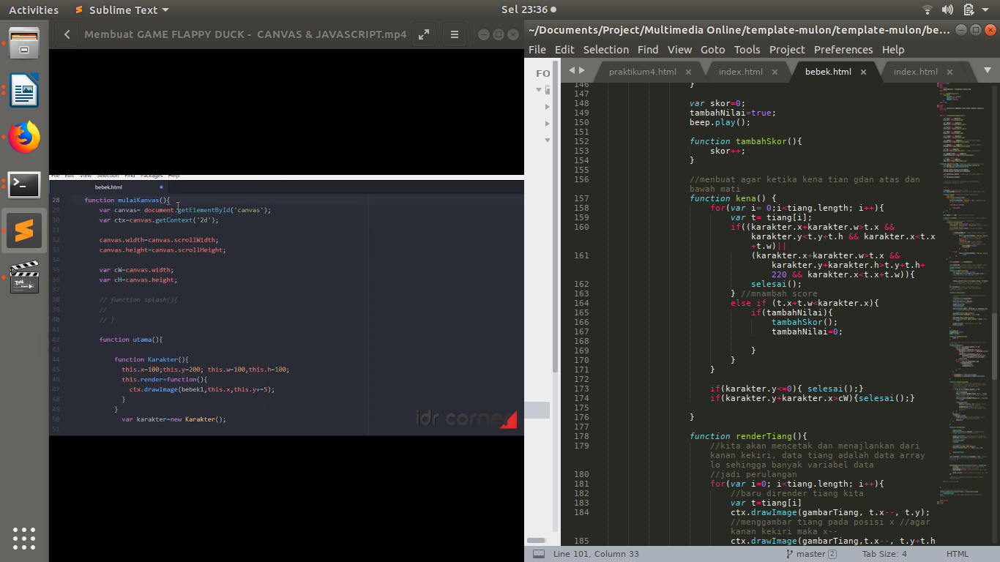 Activities
Sublime Text
Sel 23:36
Membuat GAME FLAPPY DUCK - CANVAS & JAVASCRIPT.mp4
File Edit View Selection Find Packages Help
bebek.html
28 function mulaiKanvas(){
29 var canvas= document.getElementById('canvas');
30 var ctx=canvas.getContext('2d');
31
32 canvas.width=canvas.scrollWidth;
33 canvas.height=canvas.scrollHeight;
34
35 var cW=canvas.width;
36 var cH=canvas.height;
37
38 // function splash(){
39 //
40 // }
41
42 function utama(){
43
44 function Karakter(){
45 this.x=100;this.y=200; this.w=100,this.h=100;
46 this.render=function(){
47 ctx.drawImage(bebek1,this.x,this.y+=5);
48 }
49 }
50 var karakter=new Karakter();
51
idr corner
~/Documents/Project/Multimedia Online/template-mulon/template-mulon/be...
File Edit Selection Find View Goto Tools Project Preferences Help
FO
praktikum4.html
index.html
bebek.html
index.html
146 }
147
148 var skor=0;
149 tambahNilai=true;
150 beep.play();
151
152 function tambahSkor(){
153 skor++;
154 }
155
156 //menbuat agar ketika kena tian gdan atas dan
bawah mati
157 function kena() {
158 for(var i= 0;i<tiang.length; i++){
159 var t= tiang[i];
160 if((karakter.x+karakter.w>t.x &&
karakter.y<t.y+t.h && karakter.x<t.x
+t.w)||
161 (karakter.x+karakter.w>t.x &&
karakter.y+karakter.h>t.y+t.h+
220 && karakter.x<t.x+t.w)){
162 selesai();
163 } //mnambah score
164 else if (t.x+t.w<karakter.x){
165 if(tambahNilai){
166 tambahSkor();
167 tambahNilai=0;
168
169 }
170 }
171 }
172
173 if(karakter.y<=0){ selesai();}
174 if(karakter.y+karakter.x>cW){selesai();}
175
176 }
177
178 function renderTiang(){
179 //kita akan mencetak dan menajlankan dari
kanan kekiri, data tiang adalah data array
lo sehingga banyak variabel data
180 //jadi perulangan
181 for(var i=0; i<tiang.length; i++){
182 //baru dirender tiang kita
183 var t=tiang[i]
184 ctx.drawImage(gambarTiang, t.x--, t.y);
//menggambar tiang pada posisi x //agar
kanan kekiri maka x--
185 ctx.drawImage(gambarTiang,t.x--, t.y+t.h
Line 101, Column 33
master 2
Tab Size: 4
HTML